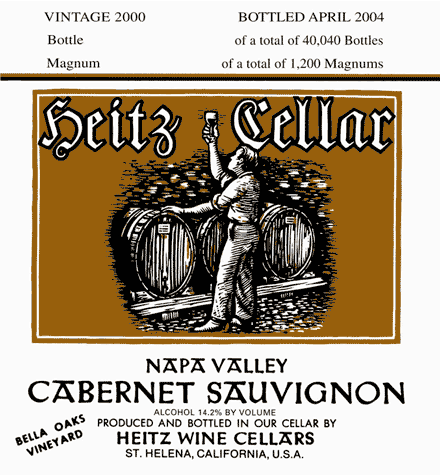 VINTAGE 2000 BOTTLED APRIL 2004
Bottle of a total of 40,040 Bottles
Magnum of a total of 1,200 Magnums
Heitz Cellar
NAPA VALLEY
CABERNET SAUVIGNON
ALCOHOL 14.2% BY VOLUME
PRODUCED AND BOTTLED IN OUR CELLAR BY
HEITZ WINE CELLARS
ST. HELENA, CALIFORNIA, U.S.A.
BELLA OAKS
VINEYARD